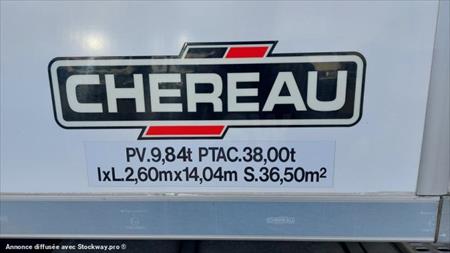 CHEREAU
PV.9,84t PTAC.38,00t
lxL.2,60mx14,04m S.36,50m²
CHEREAU
Annonce diffusée avec Stockway.pro ®